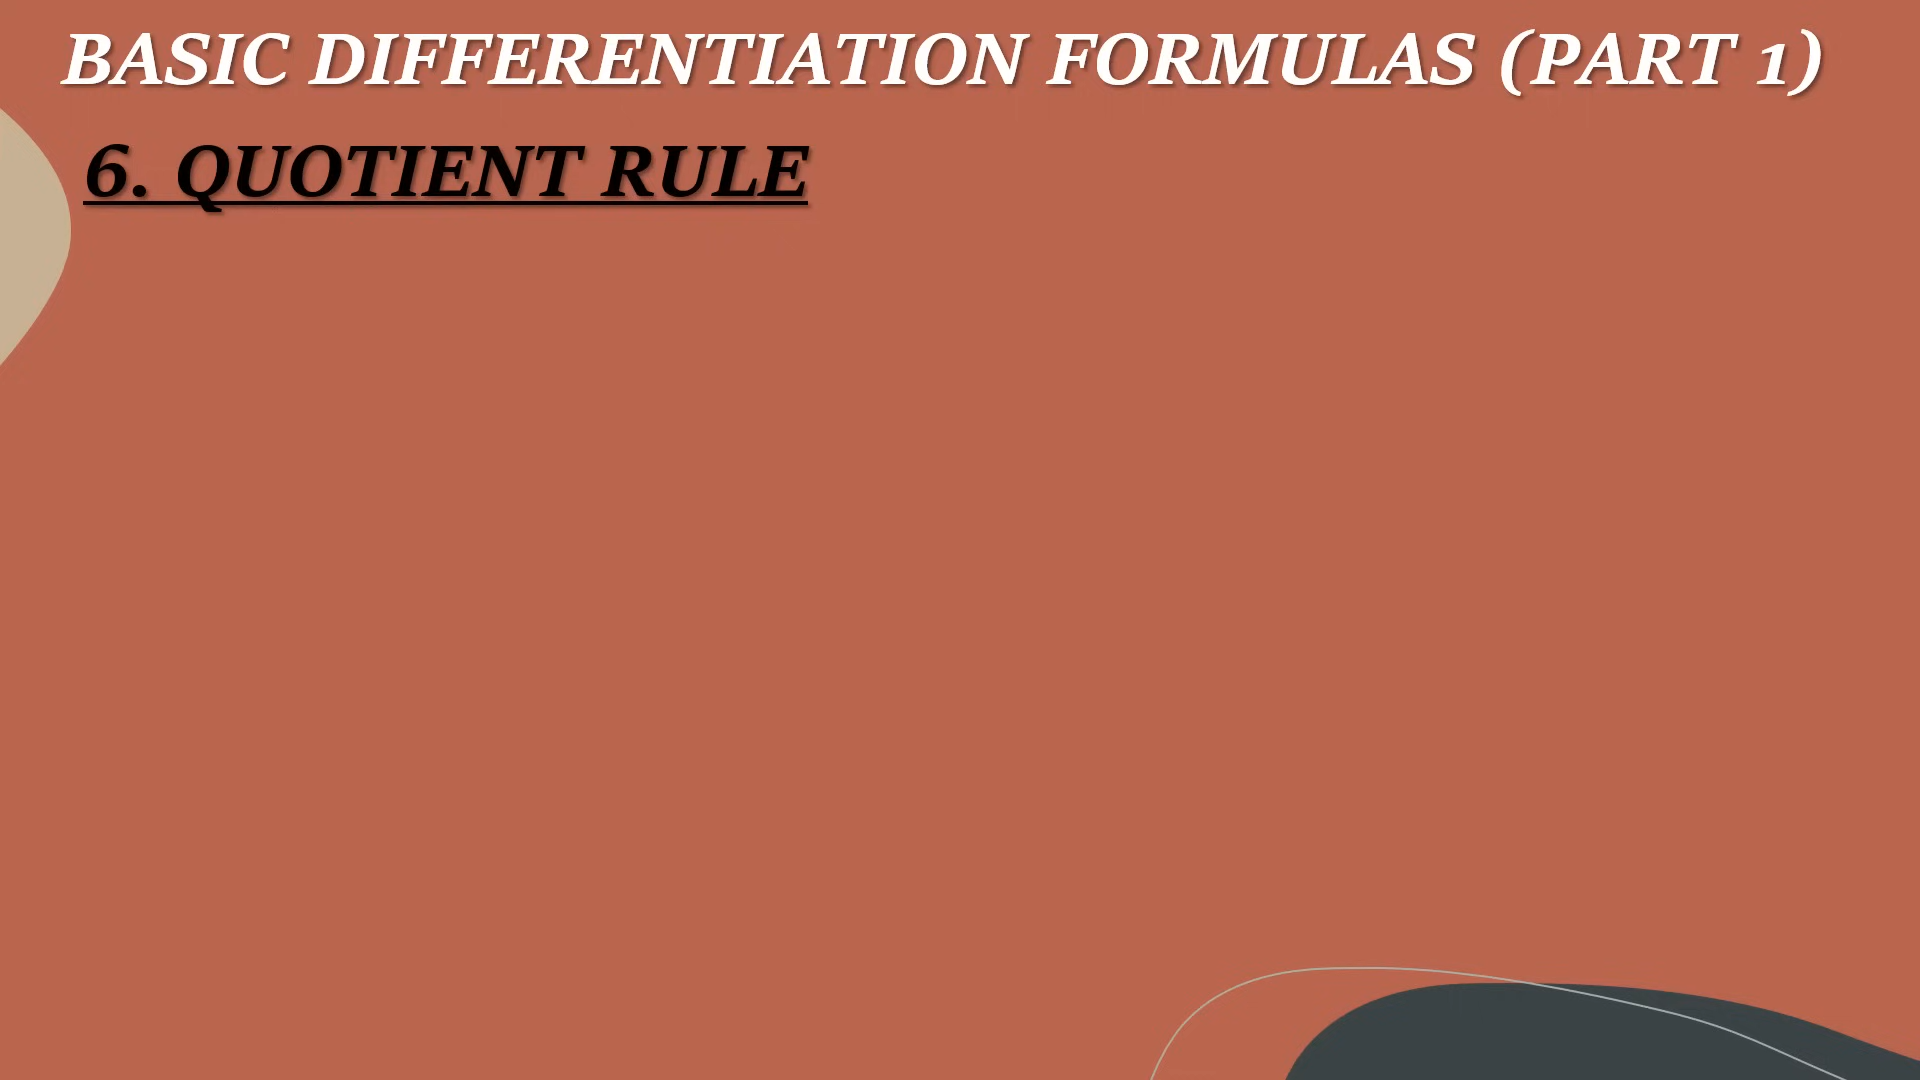 BASIC DIFFERENTIATION FORMULAS (PART 1)
6. QUOTIENT RULE